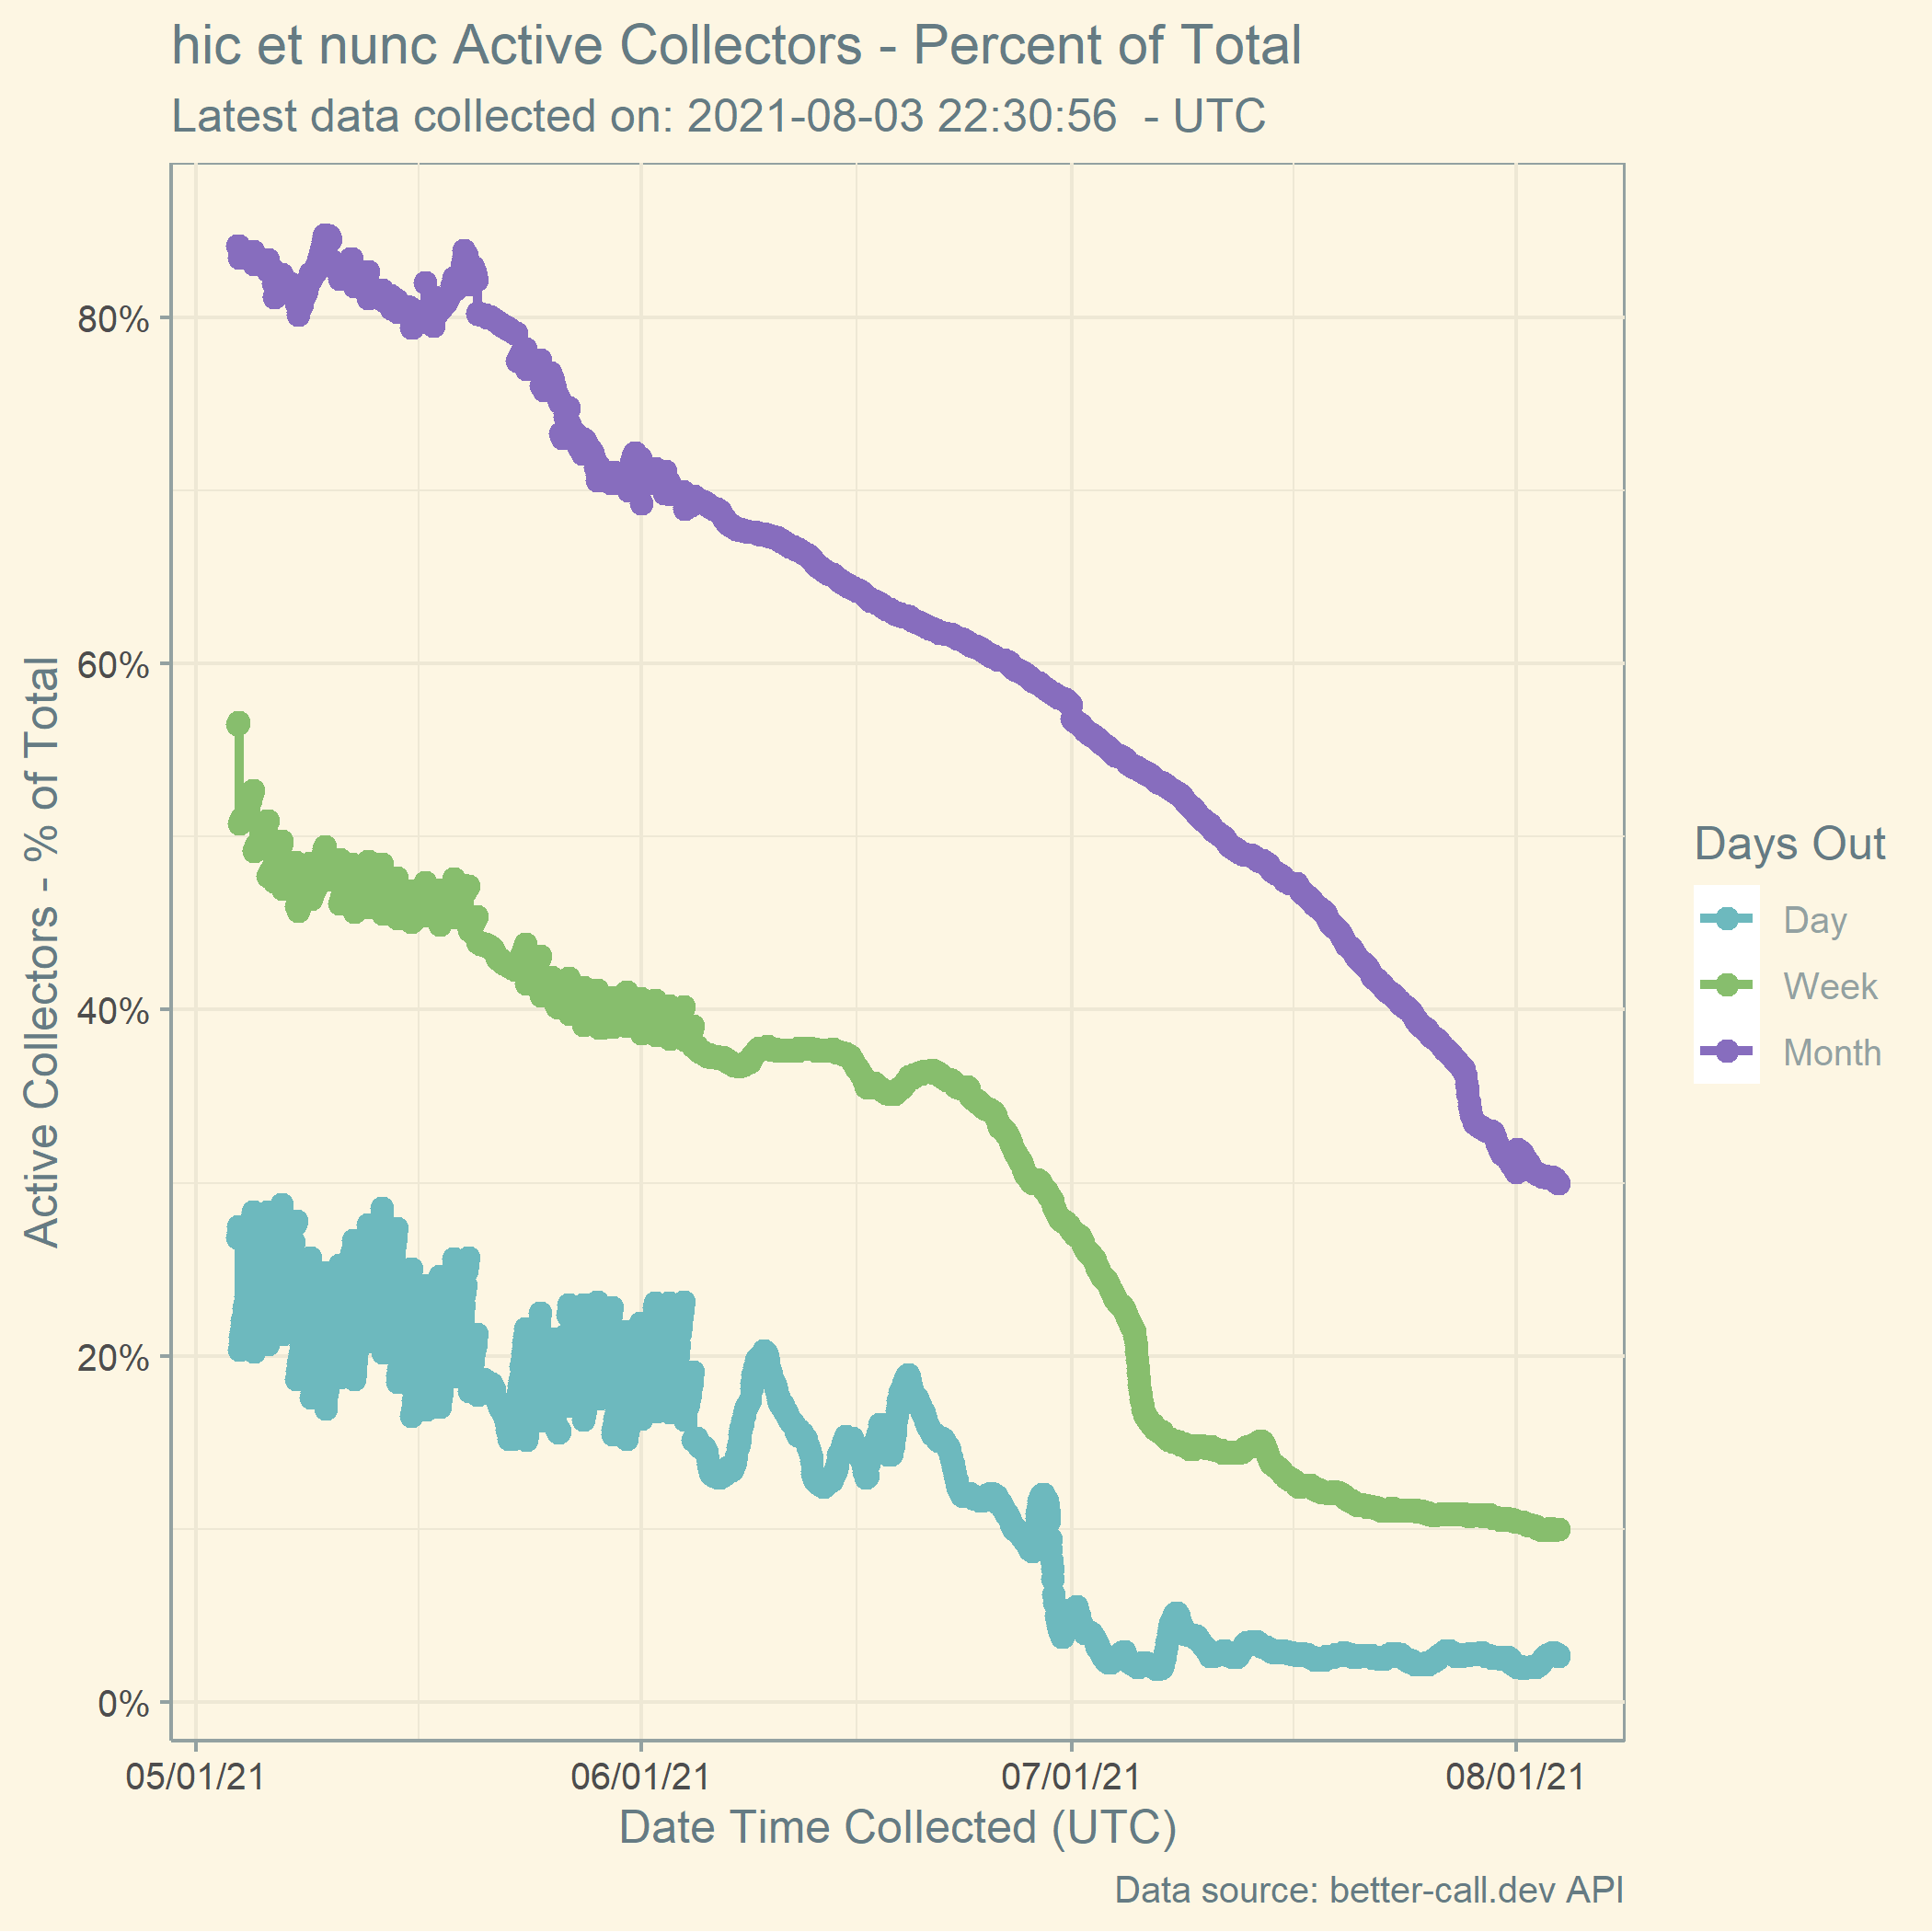 hic et nunc Active Collectors - Percent of Total
Latest data collected on: 2021-08-03 22:30:56  - UTC
Active Collectors - % of Total
80%
60%
40%
20%
0%
05/01/21
06/01/21
07/01/21
08/01/21
Date Time Collected (UTC)
Days Out
Day
Week
Month
Data source: better-call.dev API